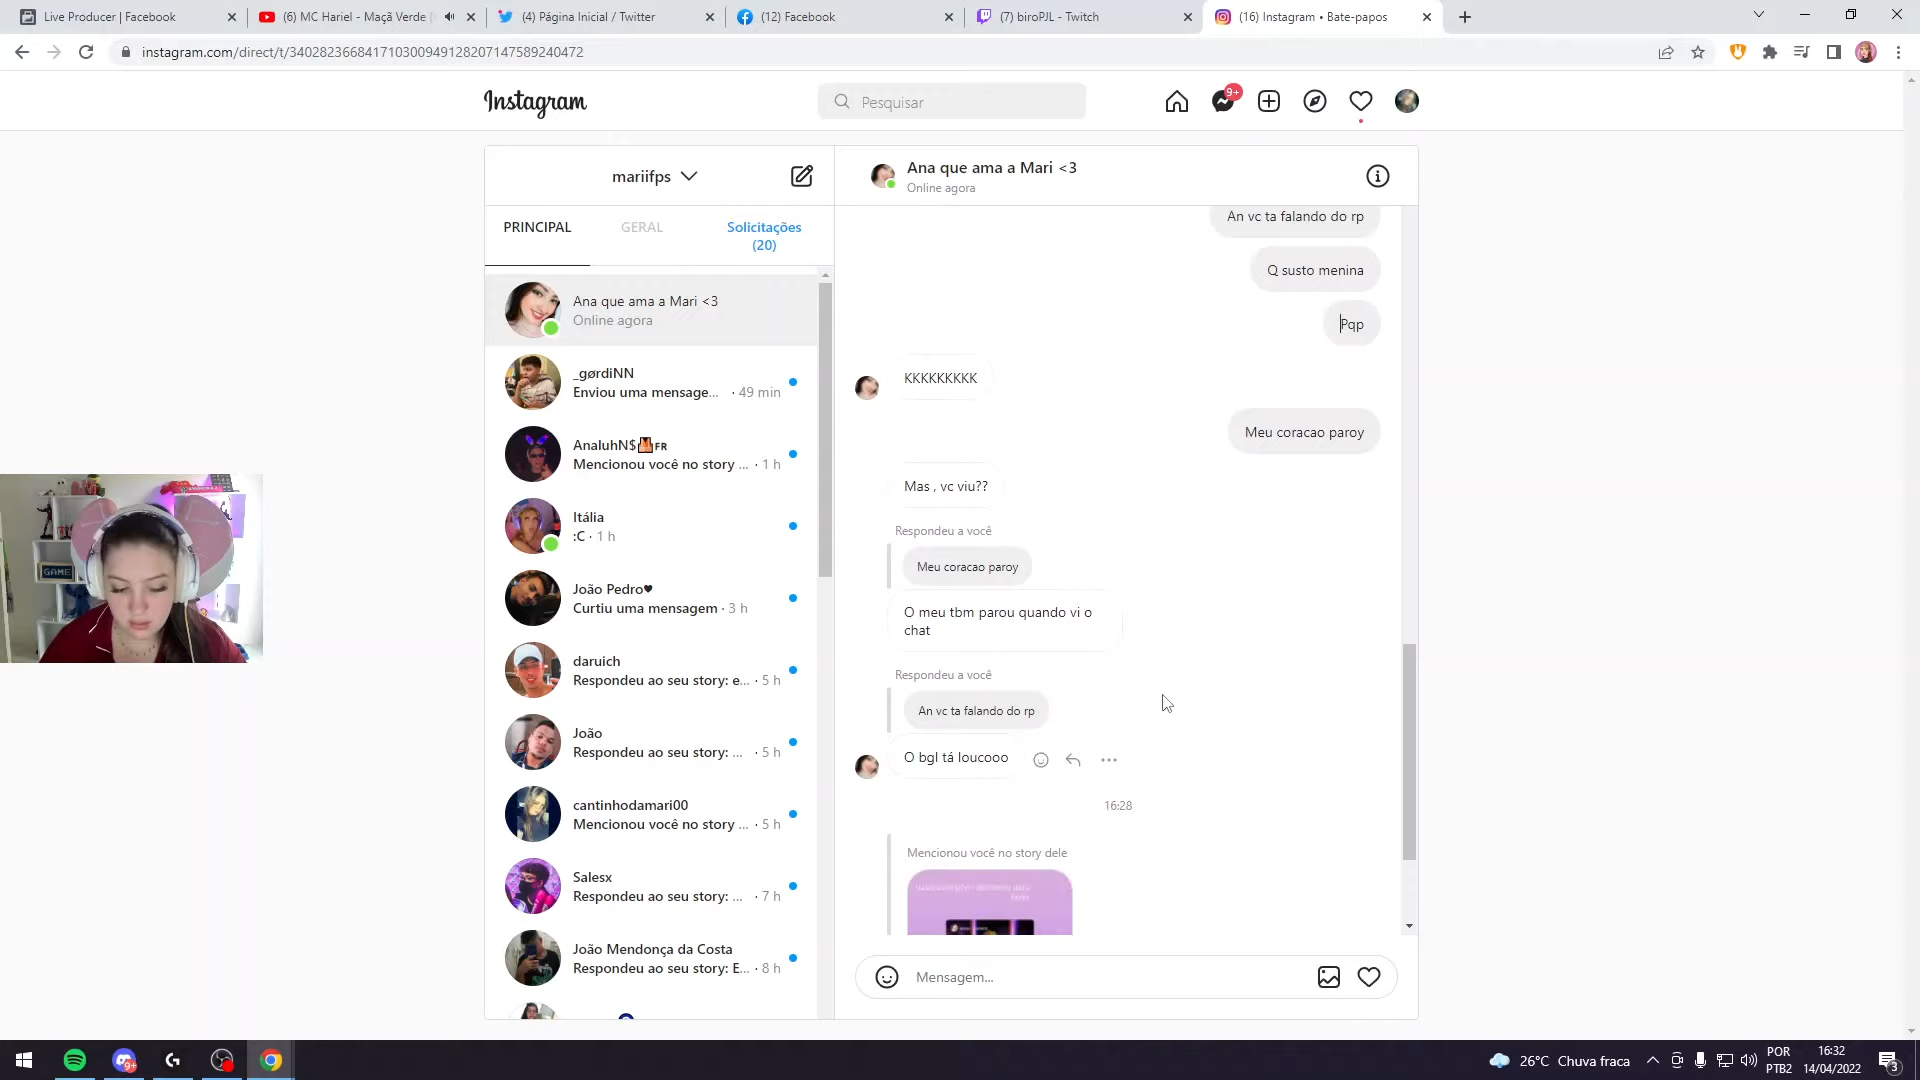 Live Producer | Facebook
(6) MC Hariel - Maçã Verde (
(4) Página Inicial / Twitter
(12) Facebook
(7) biroPJL - Twitch
(16) Instagram • Bate-papos
instagram.com/direct/t/340282366841710300949128207147589240472
Instagram
Pesquisar
9+
mariifps
Ana que ama a Mari <3
Online agora
PRINCIPAL
GERAL
Solicitações
(20)
Ana que ama a Mari <3
Online agora
_gørdiNN
Enviou uma mensage... · 49 min
AnaluhN$ FR
Mencionou você no story ... · 1 h
Itália
:C · 1 h
João Pedro♥
Curtiu uma mensagem · 3 h
daruich
Respondeu ao seu story: e... · 5 h
João
Respondeu ao seu story: ... · 5 h
cantinhodamari00
Mencionou você no story ... · 5 h
Salesx
Respondeu ao seu story: ... · 7 h
João Mendonça da Costa
Respondeu ao seu story: E... · 8 h
An vc ta falando do rp
Q susto menina
Pqp
KKKKKKKKK
Meu coracao paroy
Mas , vc viu??
Respondeu a você
Meu coracao paroy
O meu tbm parou quando vi o
chat
Respondeu a você
An vc ta falando do rp
O bgl tá loucooo
16:28
Mencionou você no story dele
Mensagem...
GAME
9+
26°C Chuva fraca
POR
PTB2
16:32
14/04/2022
3